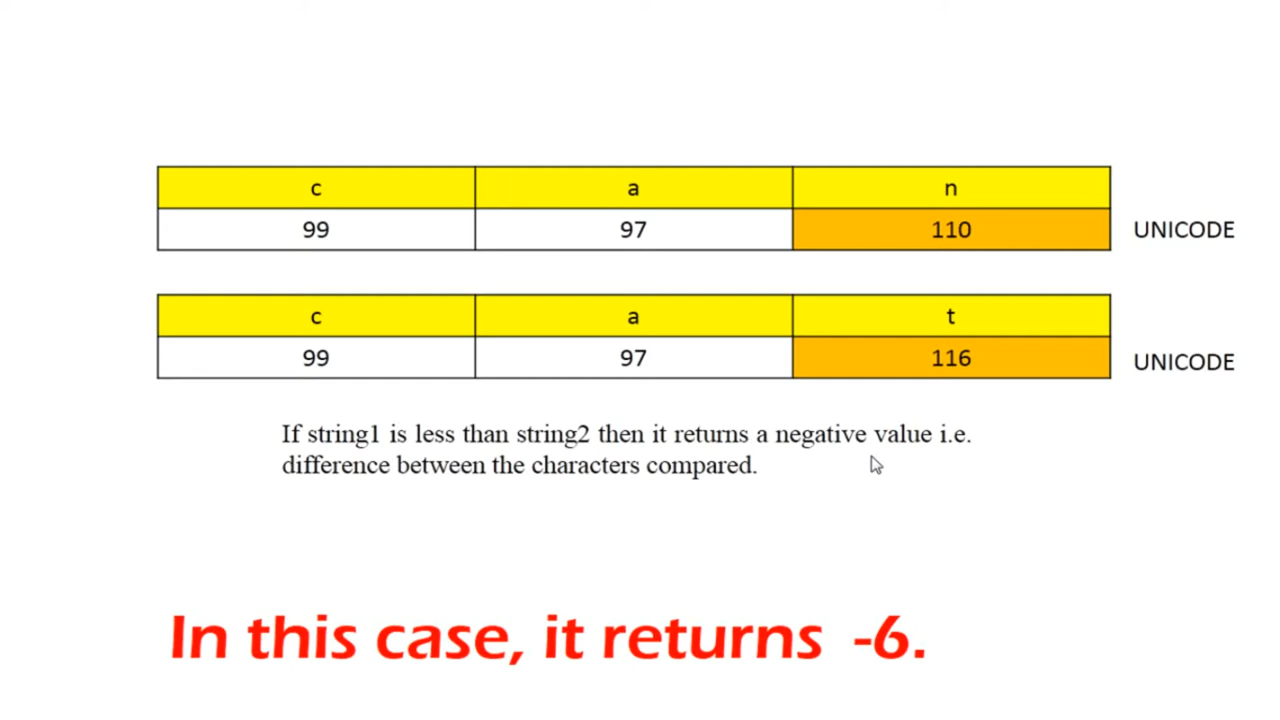 c a n
99 97 110 UNICODE
c a t
99 97 116 UNICODE
If string1 is less than string2 then it returns a negative value i.e.
difference between the characters compared.
In this case, it returns -6.